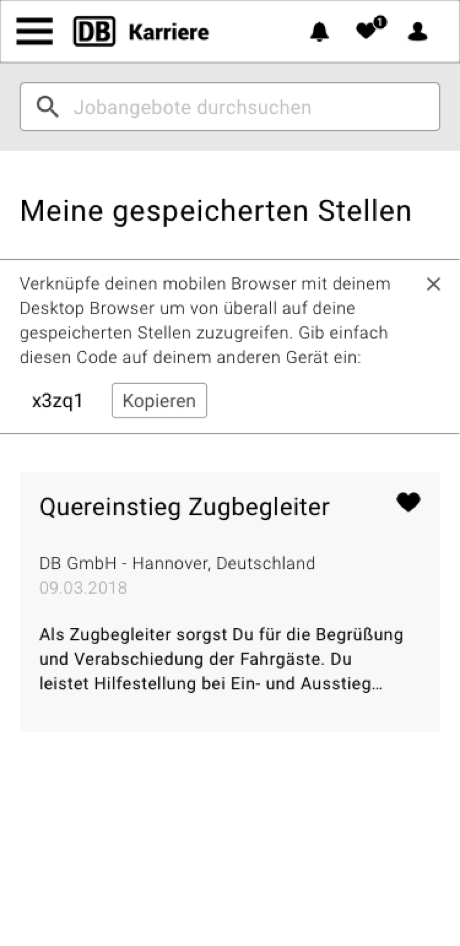 DB Karriere 1
Jobangebote durchsuchen
Meine gespeicherten Stellen
Verknüpfe deinen mobilen Browser mit deinem
Desktop Browser um von überall auf deine
gespeicherten Stellen zuzugreifen. Gib einfach
diesen Code auf deinem anderen Gerät ein:
x3zq1 Kopieren
Quereinstieg Zugbegleiter
DB GmbH - Hannover, Deutschland
09.03.2018
Als Zugbegleiter sorgst Du für die Begrüßung
und Verabschiedung der Fahrgäste. Du
leistet Hilfestellung bei Ein- und Ausstieg...